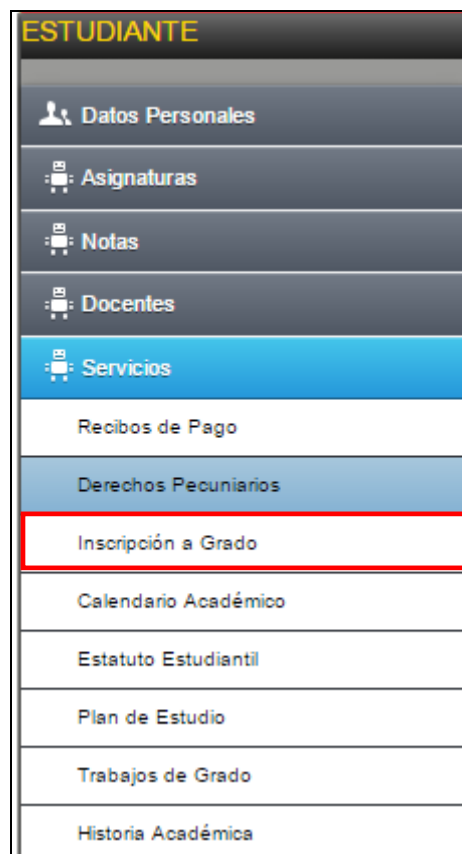 ESTUDIANTE
Datos Personales
Asignaturas
Notas
Docentes
Servicios
Recibos de Pago
Derechos Pecuniarios
Inscripción a Grado
Calendario Académico
Estatuto Estudiantil
Plan de Estudio
Trabajos de Grado
Historia Académica